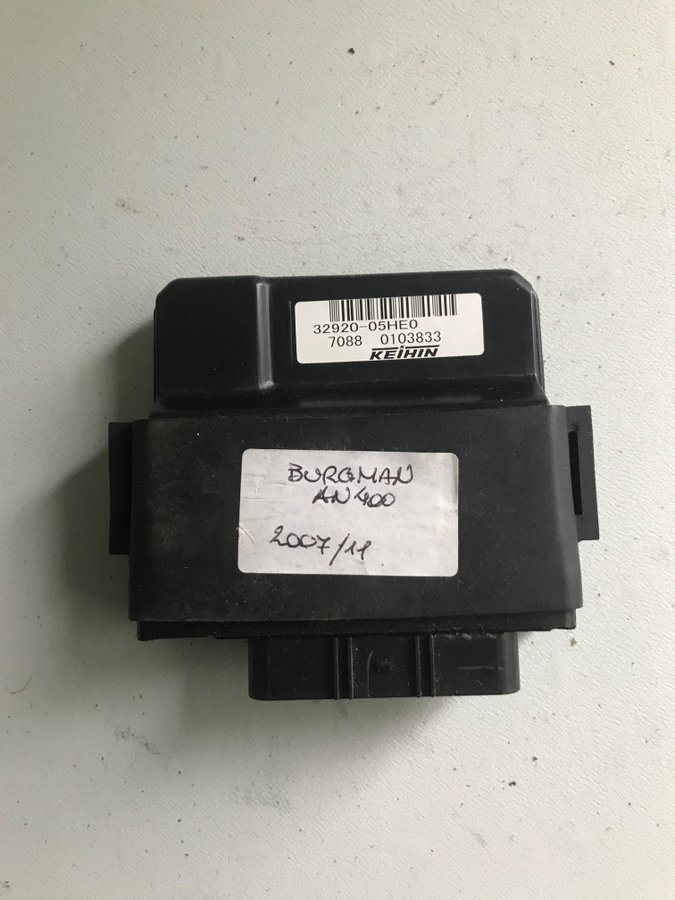 32920-05HE0
7088 0103833
KEIHIN
BURGMAN
AN 400
2007/11